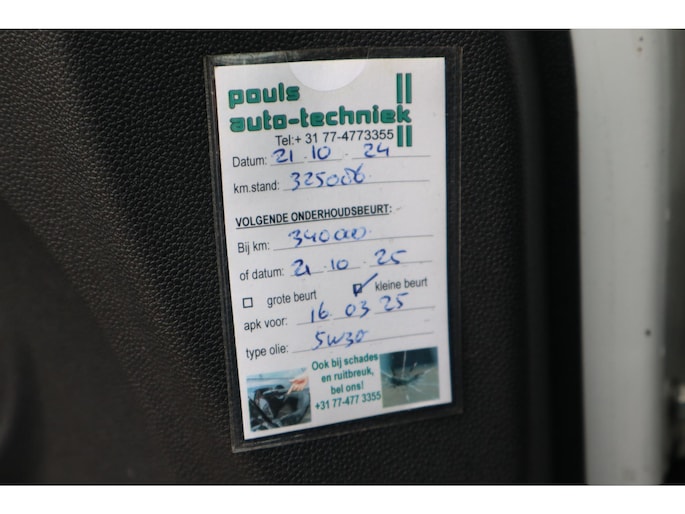 pouls
auto-techniek
Tel:+ 31 77-4773355
Datum: 21 . 10 . 24
km.stand: 325006
VOLGENDE ONDERHOUDSBEURT:
Bij km: 340000
of datum: 21 . 10 . 25
grote beurt kleine beurt
apk voor: 16 03 25
type olie: 5W30
Ook bij schades
en ruitbreuk,
bel ons!
+31 77-477 3355